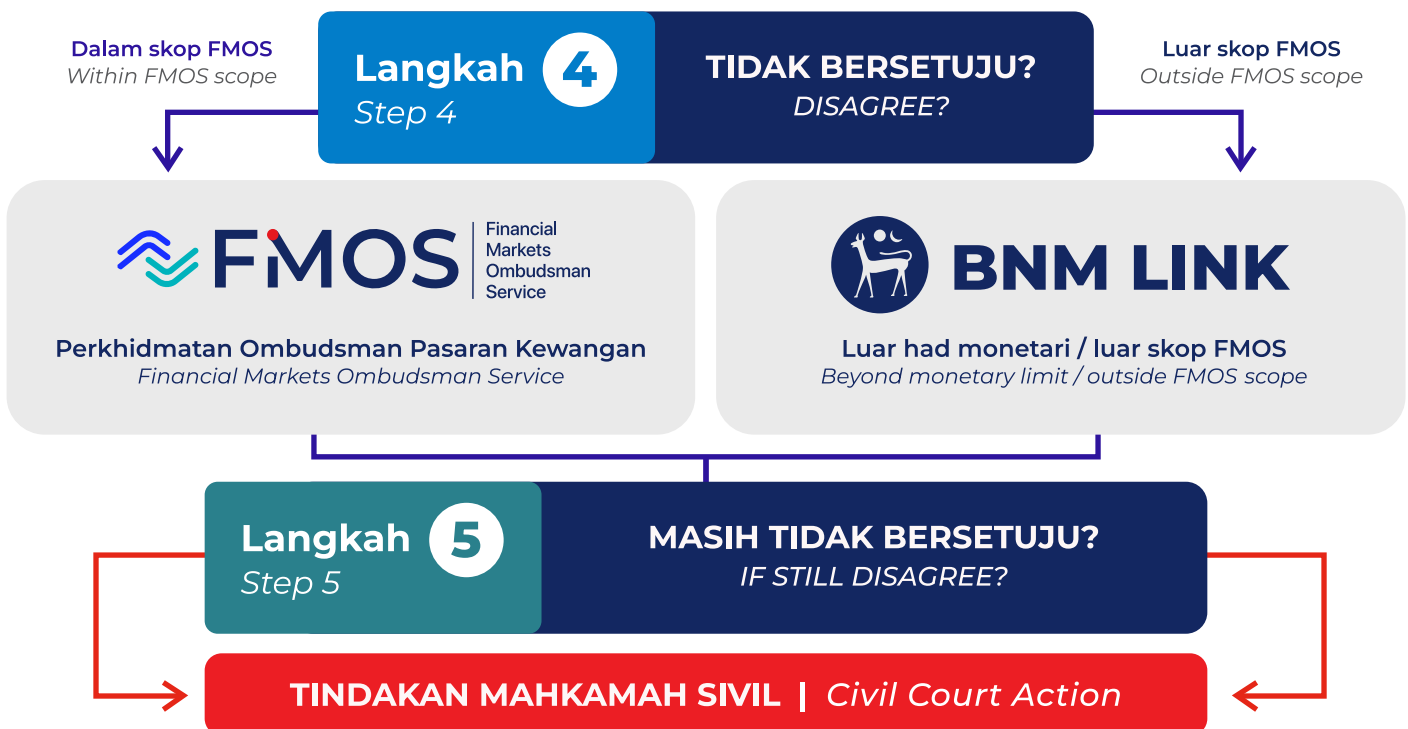 Dalam skop FMOS
Within FMOS scope
Langkah 4
Step 4
TIDAK BERSETUJU?
DISAGREE?
Luar skop FMOS
Outside FMOS scope
FMOS
Financial
Markets
Ombudsman
Service
Perkhidmatan Ombudsman Pasaran Kewangan
Financial Markets Ombudsman Service
BNM LINK
Luar had monetari / luar skop FMOS
Beyond monetary limit / outside FMOS scope
Langkah 5
Step 5
MASIH TIDAK BERSETUJU?
IF STILL DISAGREE?
TINDAKAN MAHKAMAH SIVIL | Civil Court Action